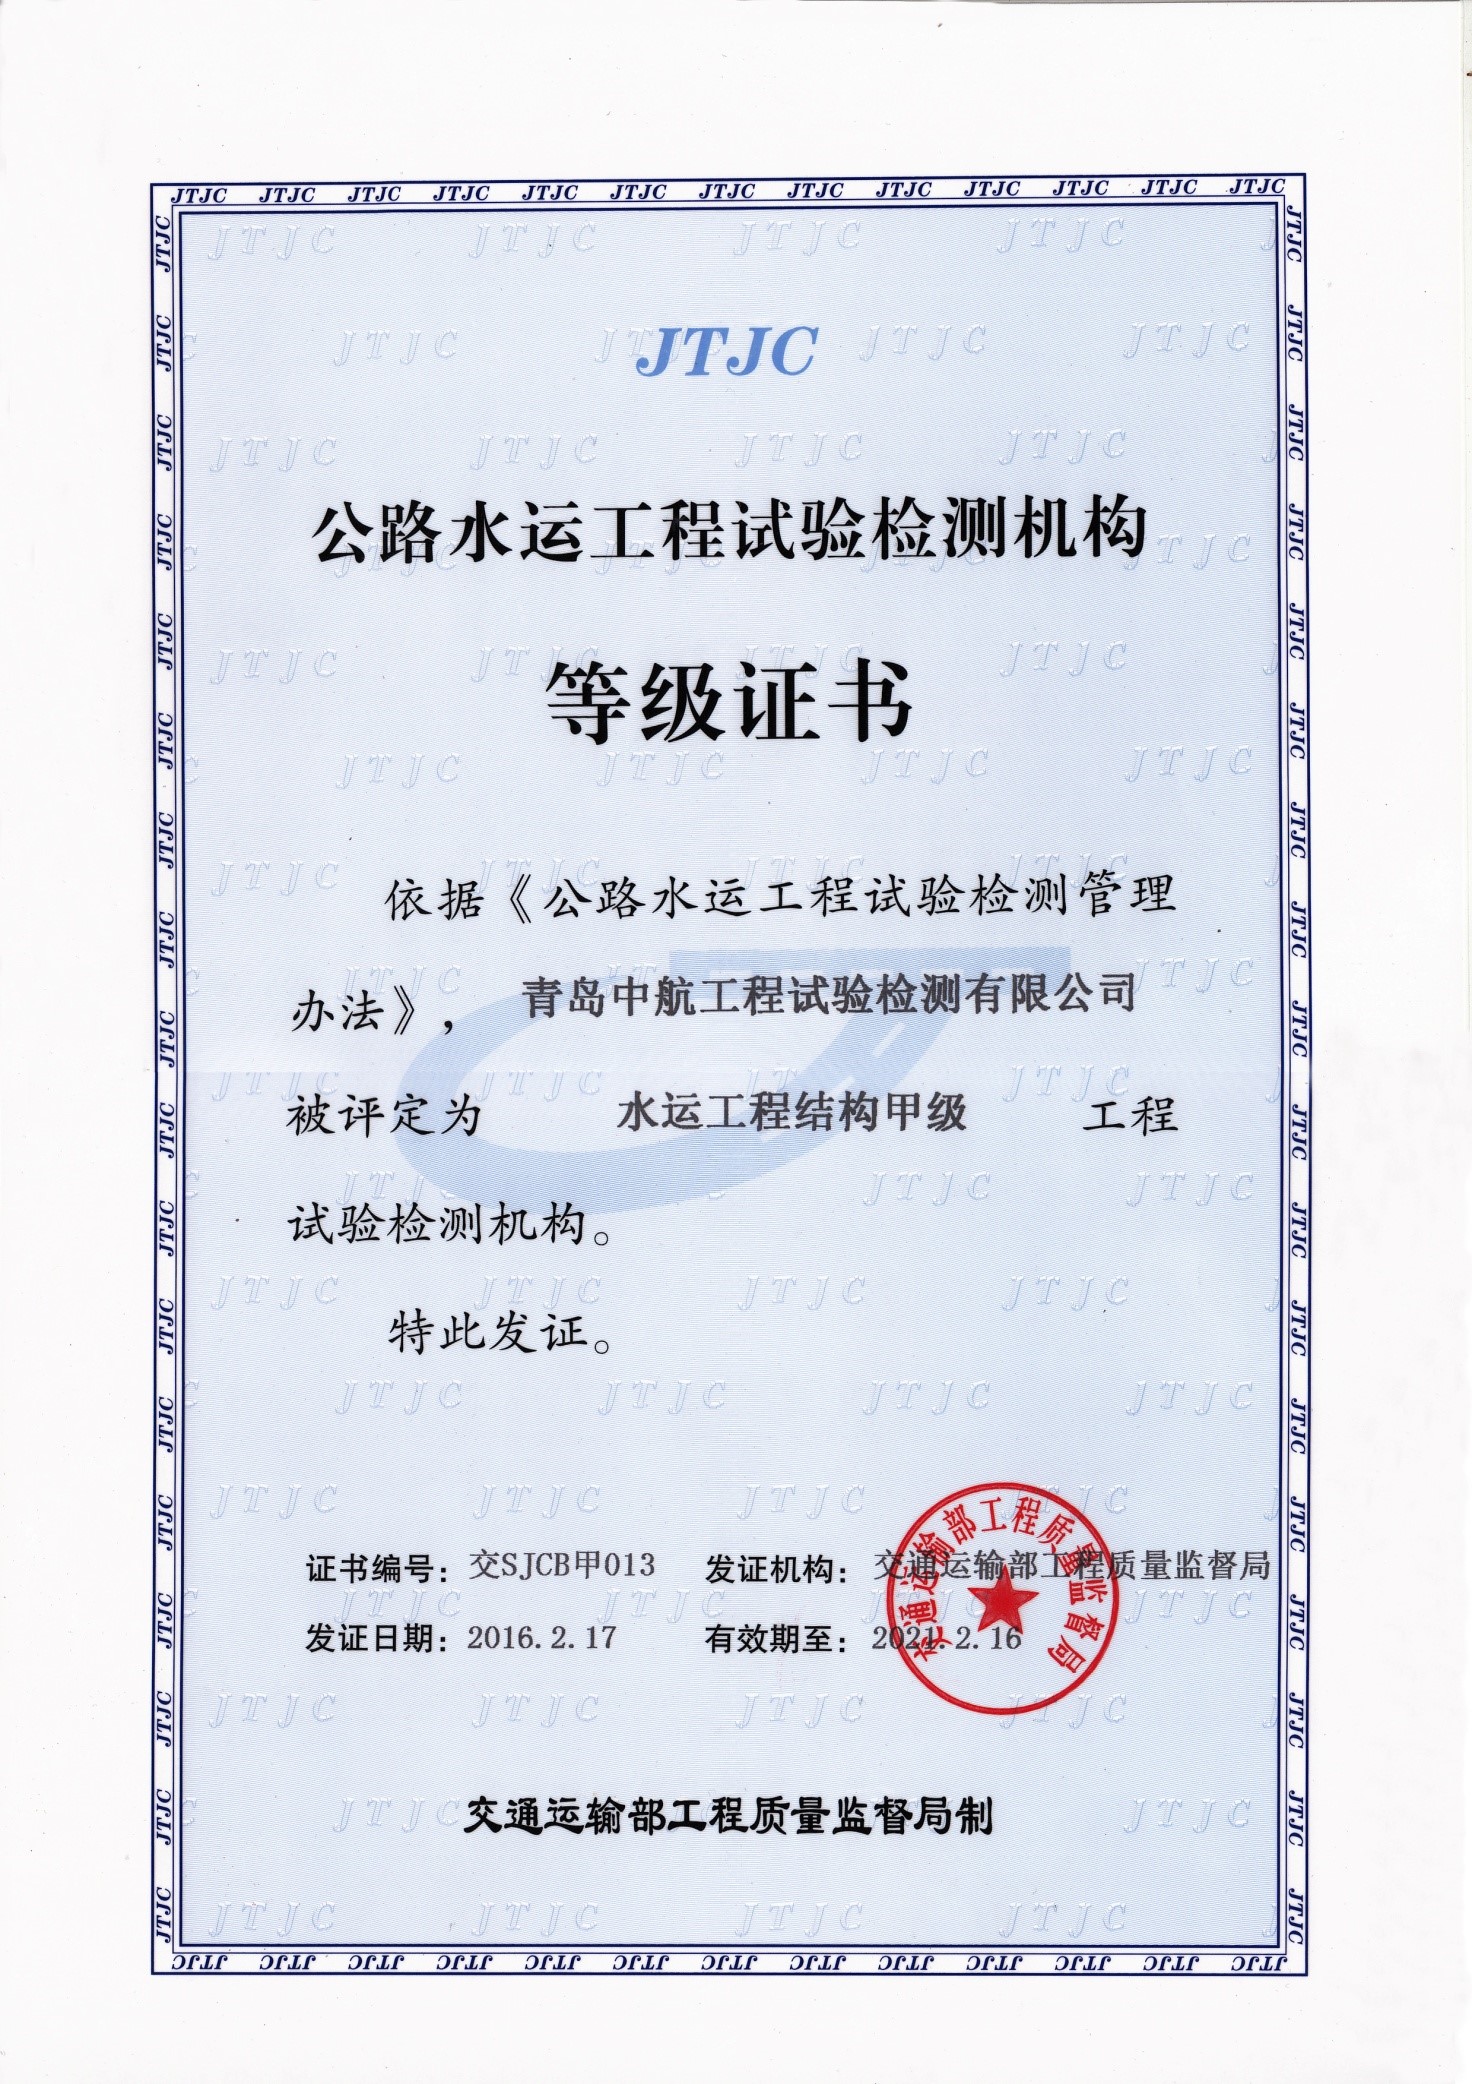 JTJC
公路水运工程试验检测机构
等级证书
依据《公路水运工程试验检测管理
办法》， 青岛中航工程试验检测有限公司
被评定为 水运工程结构甲级 工程
试验检测机构。
特此发证。
证书编号：交SJCB甲013 发证机构：交通运输部工程质量监督局
发证日期：2016.2.17 有效期至：2021.2.16
交通运输部工程质量监督局
交通运输部工程质量监督局制